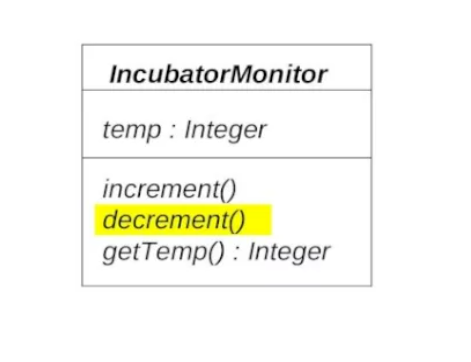 IncubatorMonitor
temp : Integer
increment()
decrement()
getTemp() : Integer